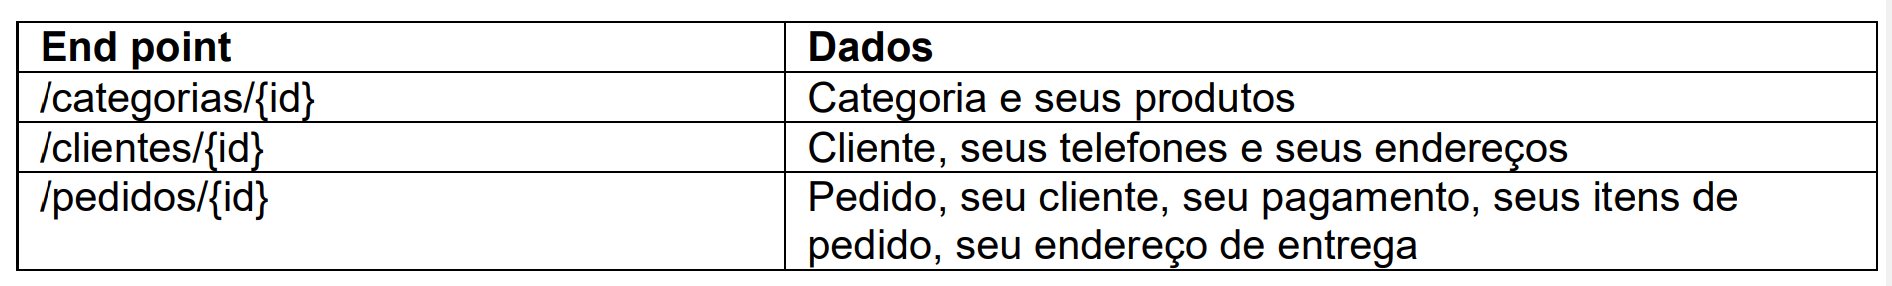 End point
Dados
/categorias/{id}
Categoria e seus produtos
/clientes/{id}
Cliente, seus telefones e seus endereços
/pedidos/{id}
Pedido, seu cliente, seu pagamento, seus itens de
pedido, seu endereço de entrega